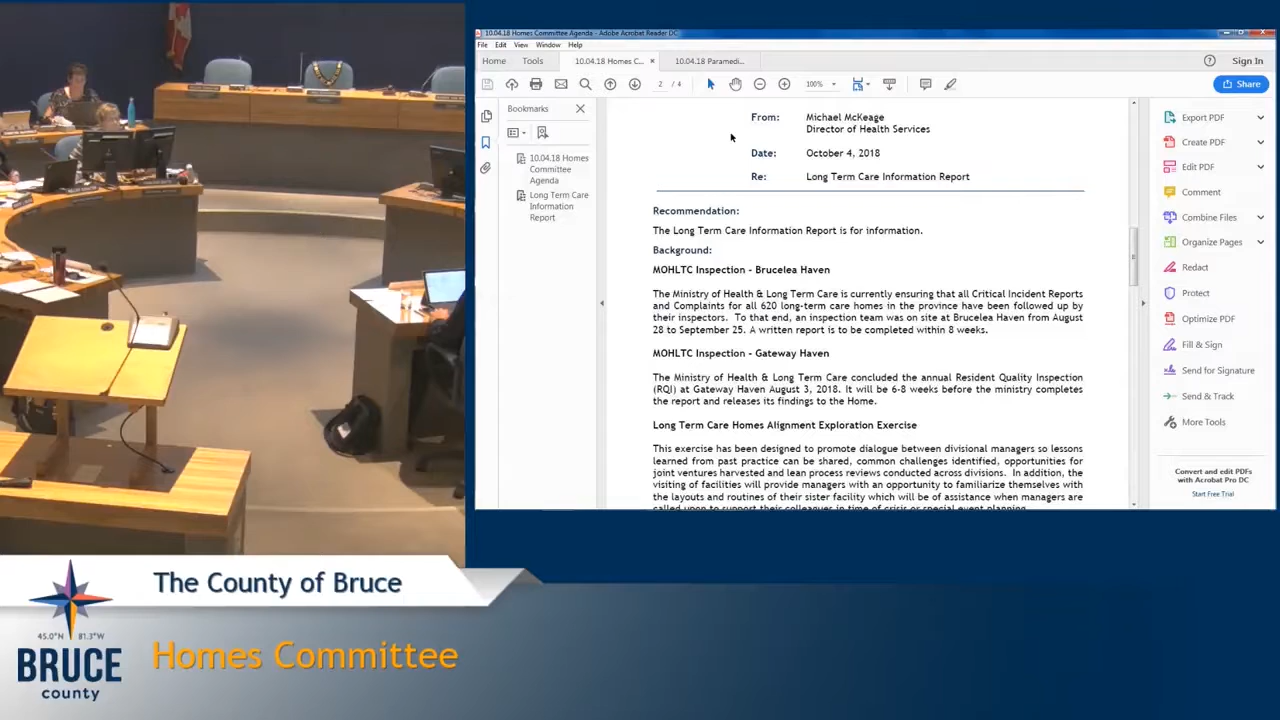 10.04.18 Homes Committee Agenda - Adobe Acrobat Reader DC
File Edit View Window Help
Home Tools 10.04.18 Homes C... × 10.04.18 Paramedi... Sign In
2 / 4 100% Share
Bookmarks
10.04.18 Homes
Committee
Agenda
Long Term Care
Information
Report
From: Michael McKeage
Director of Health Services
Date: October 4, 2018
Re: Long Term Care Information Report
Recommendation:
The Long Term Care Information Report is for information.
Background:
MOHLTC Inspection - Brucelea Haven
The Ministry of Health & Long Term Care is currently ensuring that all Critical Incident Reports
and Complaints for all 620 long-term care homes in the province have been followed up by
their inspectors. To that end, an inspection team was on site at Brucelea Haven from August
28 to September 25. A written report is to be completed within 8 weeks.
MOHLTC Inspection - Gateway Haven
The Ministry of Health & Long Term Care concluded the annual Resident Quality Inspection
(RQI) at Gateway Haven August 3, 2018. It will be 6-8 weeks before the ministry completes
the report and releases its findings to the Home.
Long Term Care Homes Alignment Exploration Exercise
This exercise has been designed to promote dialogue between divisional managers so lessons
learned from past practice can be shared, common challenges identified, opportunities for
joint ventures harvested and lean process reviews conducted across divisions. In addition, the
visiting of facilities will provide managers with an opportunity to familiarize themselves with
the layouts and routines of their sister facility which will be of assistance when managers are
called upon to support their colleagues in time of crisis or special event planning.
Export PDF
Create PDF
Edit PDF
Comment
Combine Files
Organize Pages
Redact
Protect
Optimize PDF
Fill & Sign
Send for Signature
Send & Track
More Tools
Convert and edit PDFs
with Acrobat Pro DC
Start Free Trial
The County of Bruce
Homes Committee
45.0°N 81.3°W
BRUCE
county